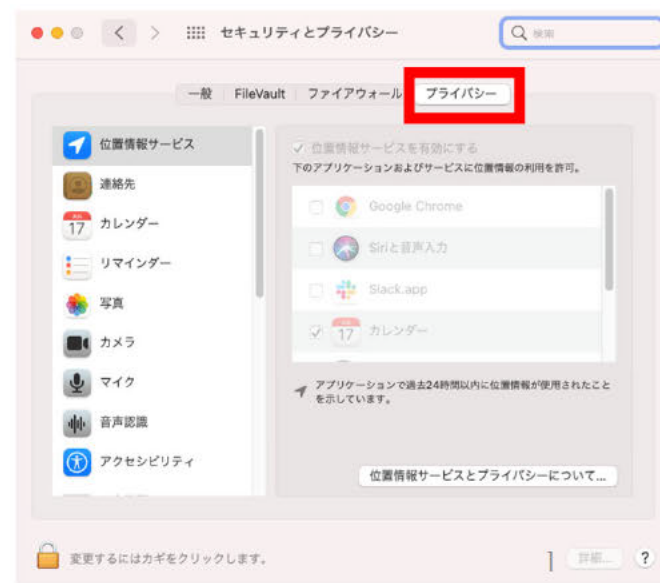 セキュリティとプライバシー
検索
一般 FileVault ファイアウォール プライバシー
位置情報サービス
連絡先
カレンダー
リマインダー
写真
カメラ
マイク
音声認識
アクセシビリティ
位置情報サービスを有効にする
下のアプリケーションおよびサービスに位置情報の利用を許可。
Google Chrome
Siriと音声入力
Slack.app
17 カレンダー
アプリケーションで過去24時間以内に位置情報が使用されたこと
を示しています。
位置情報サービスとプライバシーについて...
変更するにはカギをクリックします。
詳細... ?